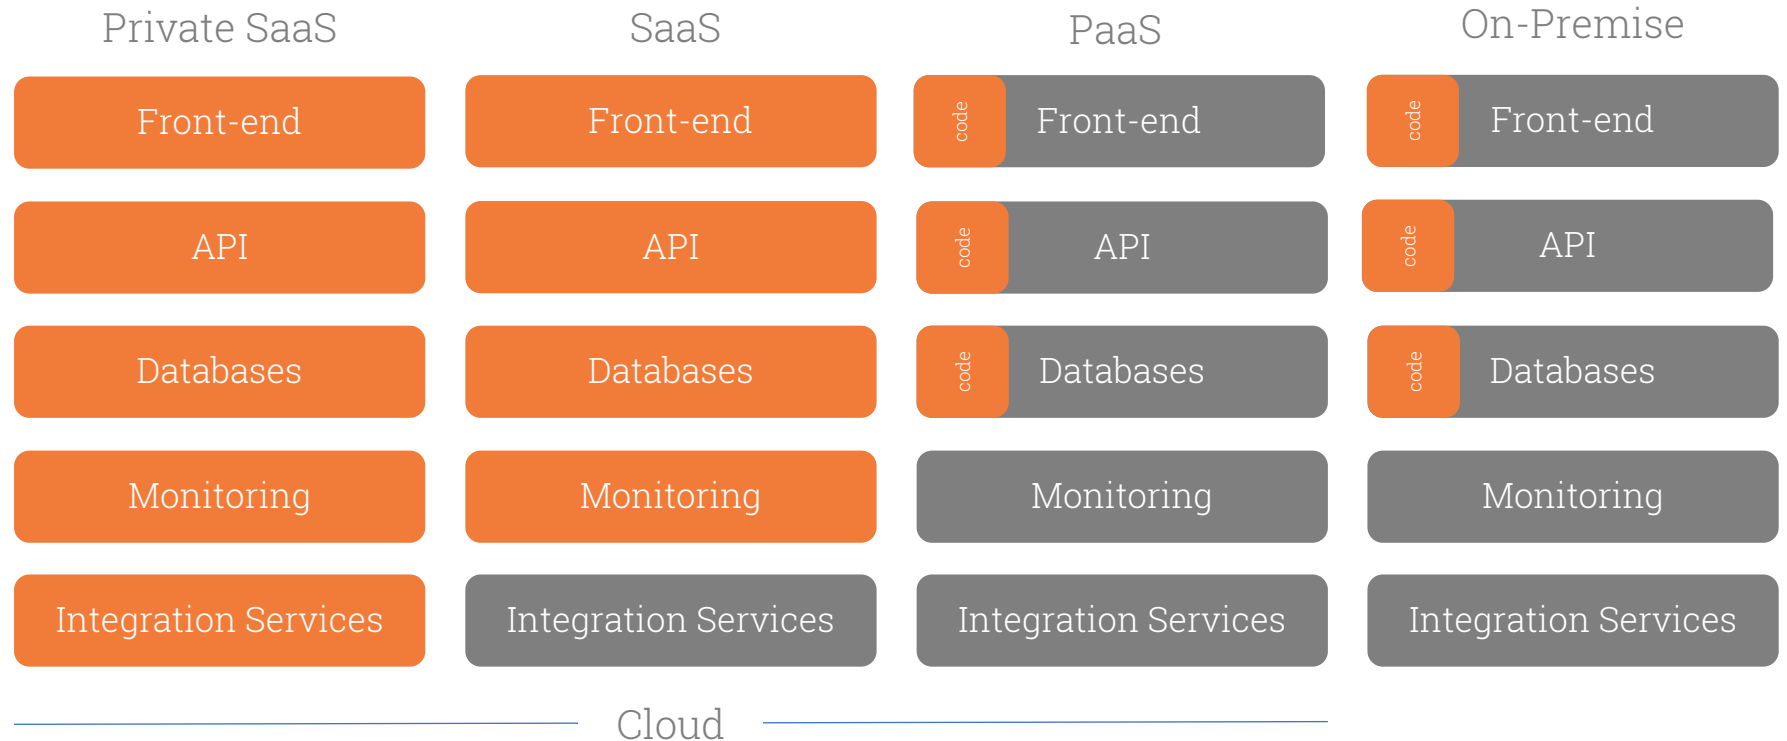 Private SaaS
SaaS
PaaS
On-Premise
Front-end
Front-end
code
Front-end
code
Front-end
API
API
code
API
code
API
Databases
Databases
code
Databases
code
Databases
Monitoring
Monitoring
Monitoring
Monitoring
Integration Services
Integration Services
Integration Services
Integration Services
Cloud